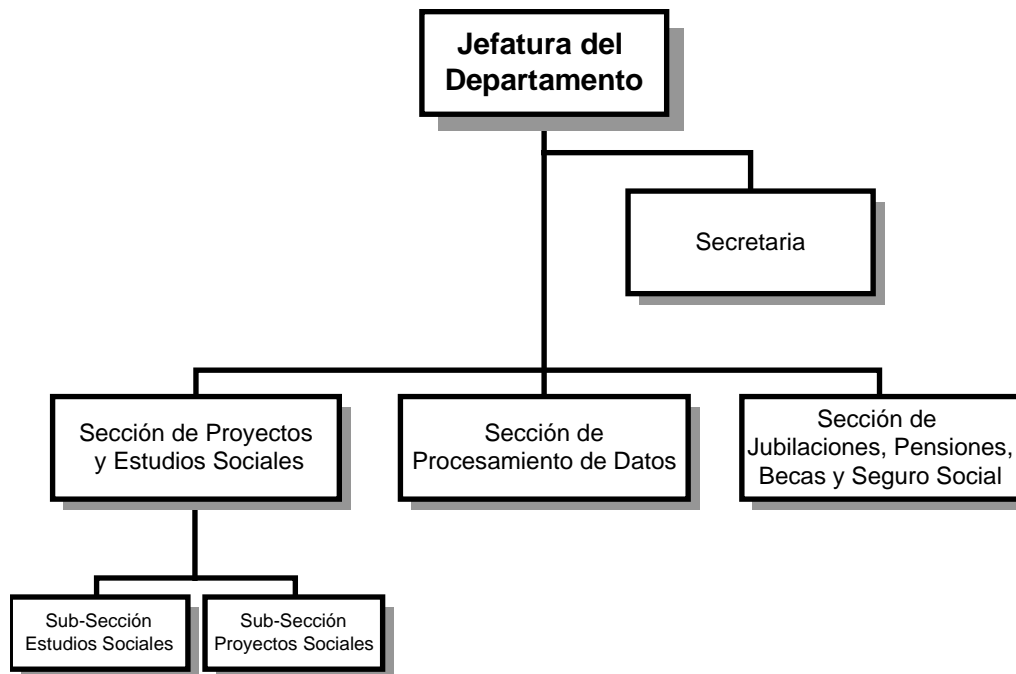 Jefatura del
Departamento
Secretaria
Sección de Proyectos
y Estudios Sociales
Sección de
Procesamiento de Datos
Sección de
Jubilaciones, Pensiones,
Becas y Seguro Social
Sub-Sección
Estudios Sociales
Sub-Sección
Proyectos Sociales